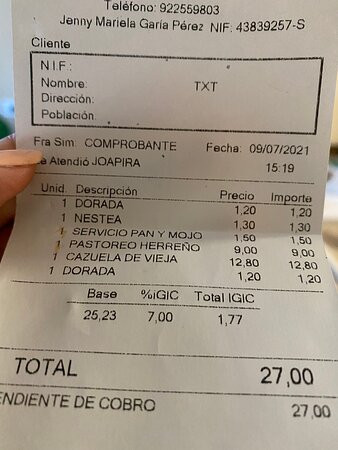 Teléfono: 922559803
Jenny Mariela Garía Pérez NIF: 43839257-S
Cliente
N.I.F.:
Nombre: TXT
Dirección:
Población:
Fra Sim COMPROBANTE Fecha: 09/07/2021
e Atendió JOAPIRA 15:19
Unid. Descripción Precio Importe
1 DORADA 1,20 1,20
1 NESTEA 1,30 1,30
1 SERVICIO PAN Y MOJO 1,50 1,50
1 PASTOREO HERREÑO 9,00 9,00
1 CAZUELA DE VIEJA 12,80 12,80
1 DORADA 1,20 1,20
Base %IGIC Total IGIC
25,23 7,00 1,77
TOTAL 27,00
ENDIENTE DE COBRO 27,00